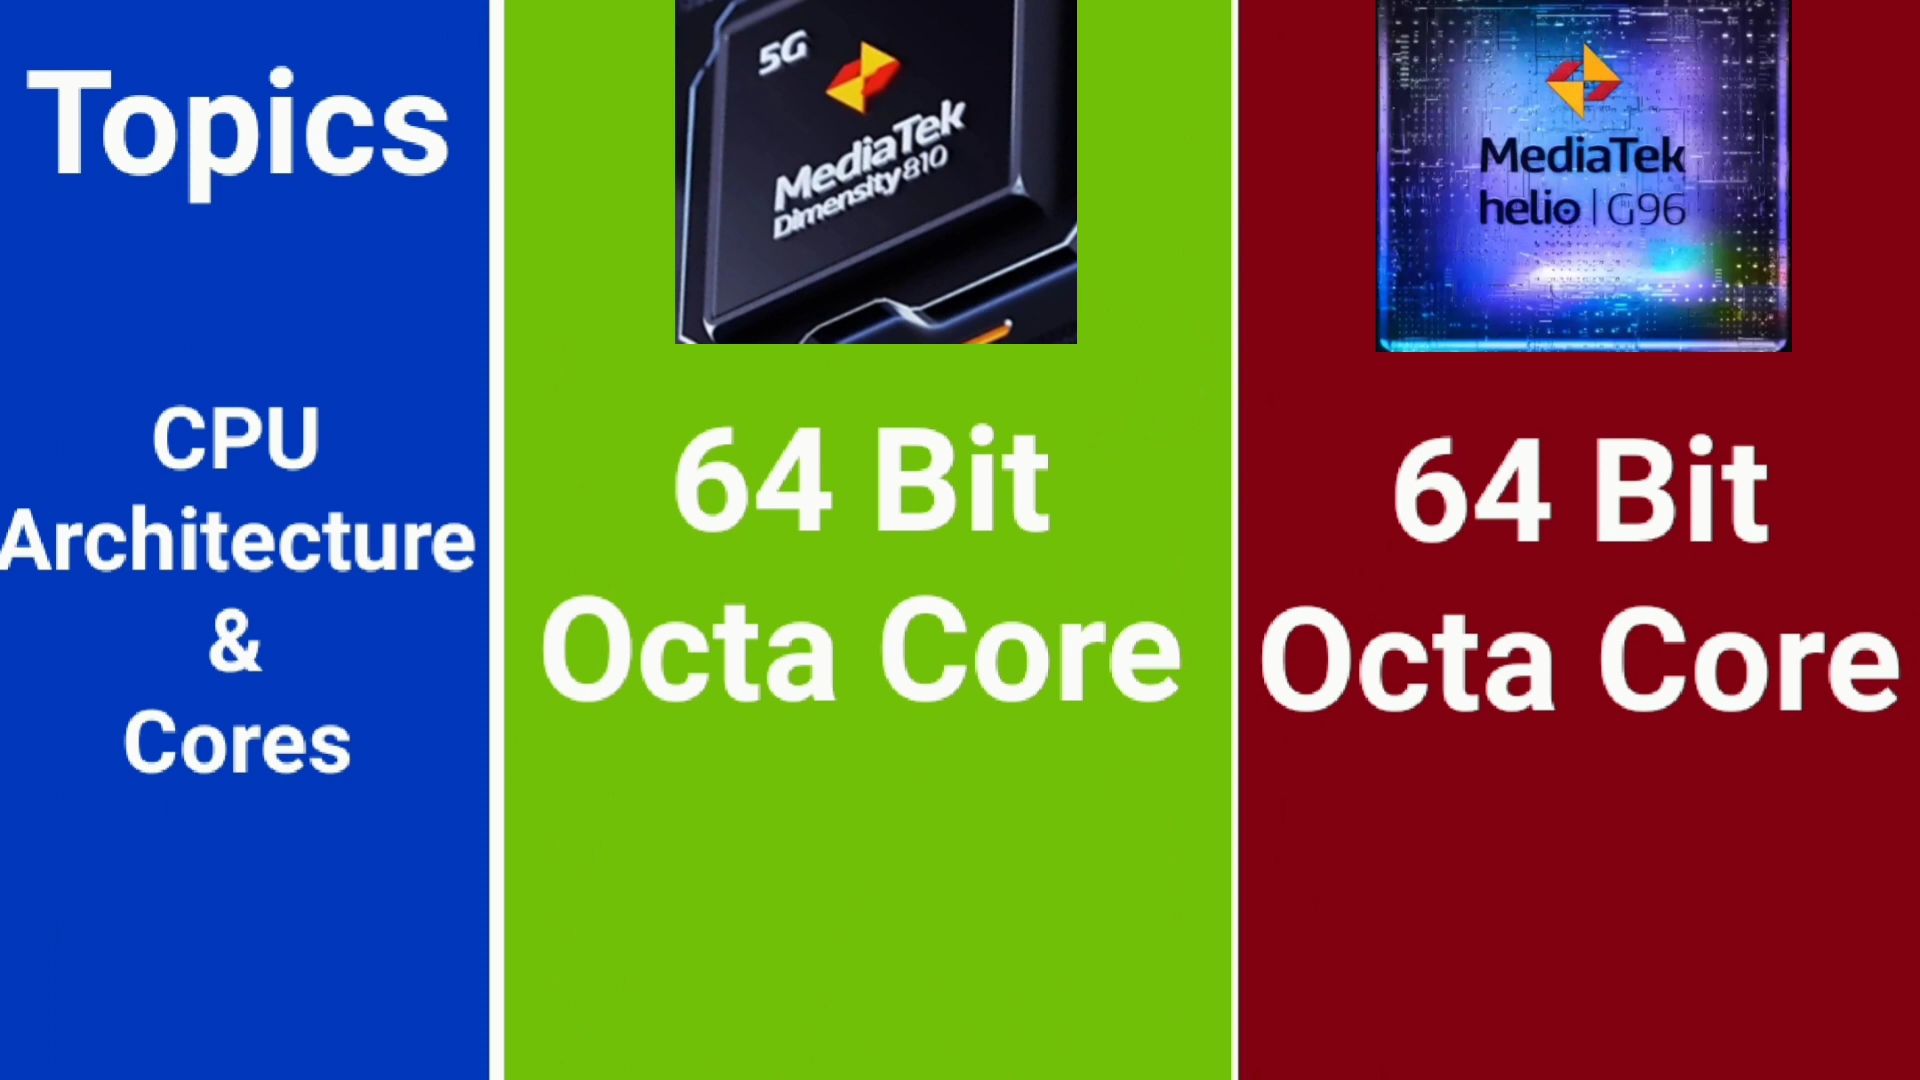 Topics
CPU
Architecture
&
Cores
5G
MediaTek
Dimensity 810
64 Bit
Octa Core
MediaTek
helio | G96
64 Bit
Octa Core